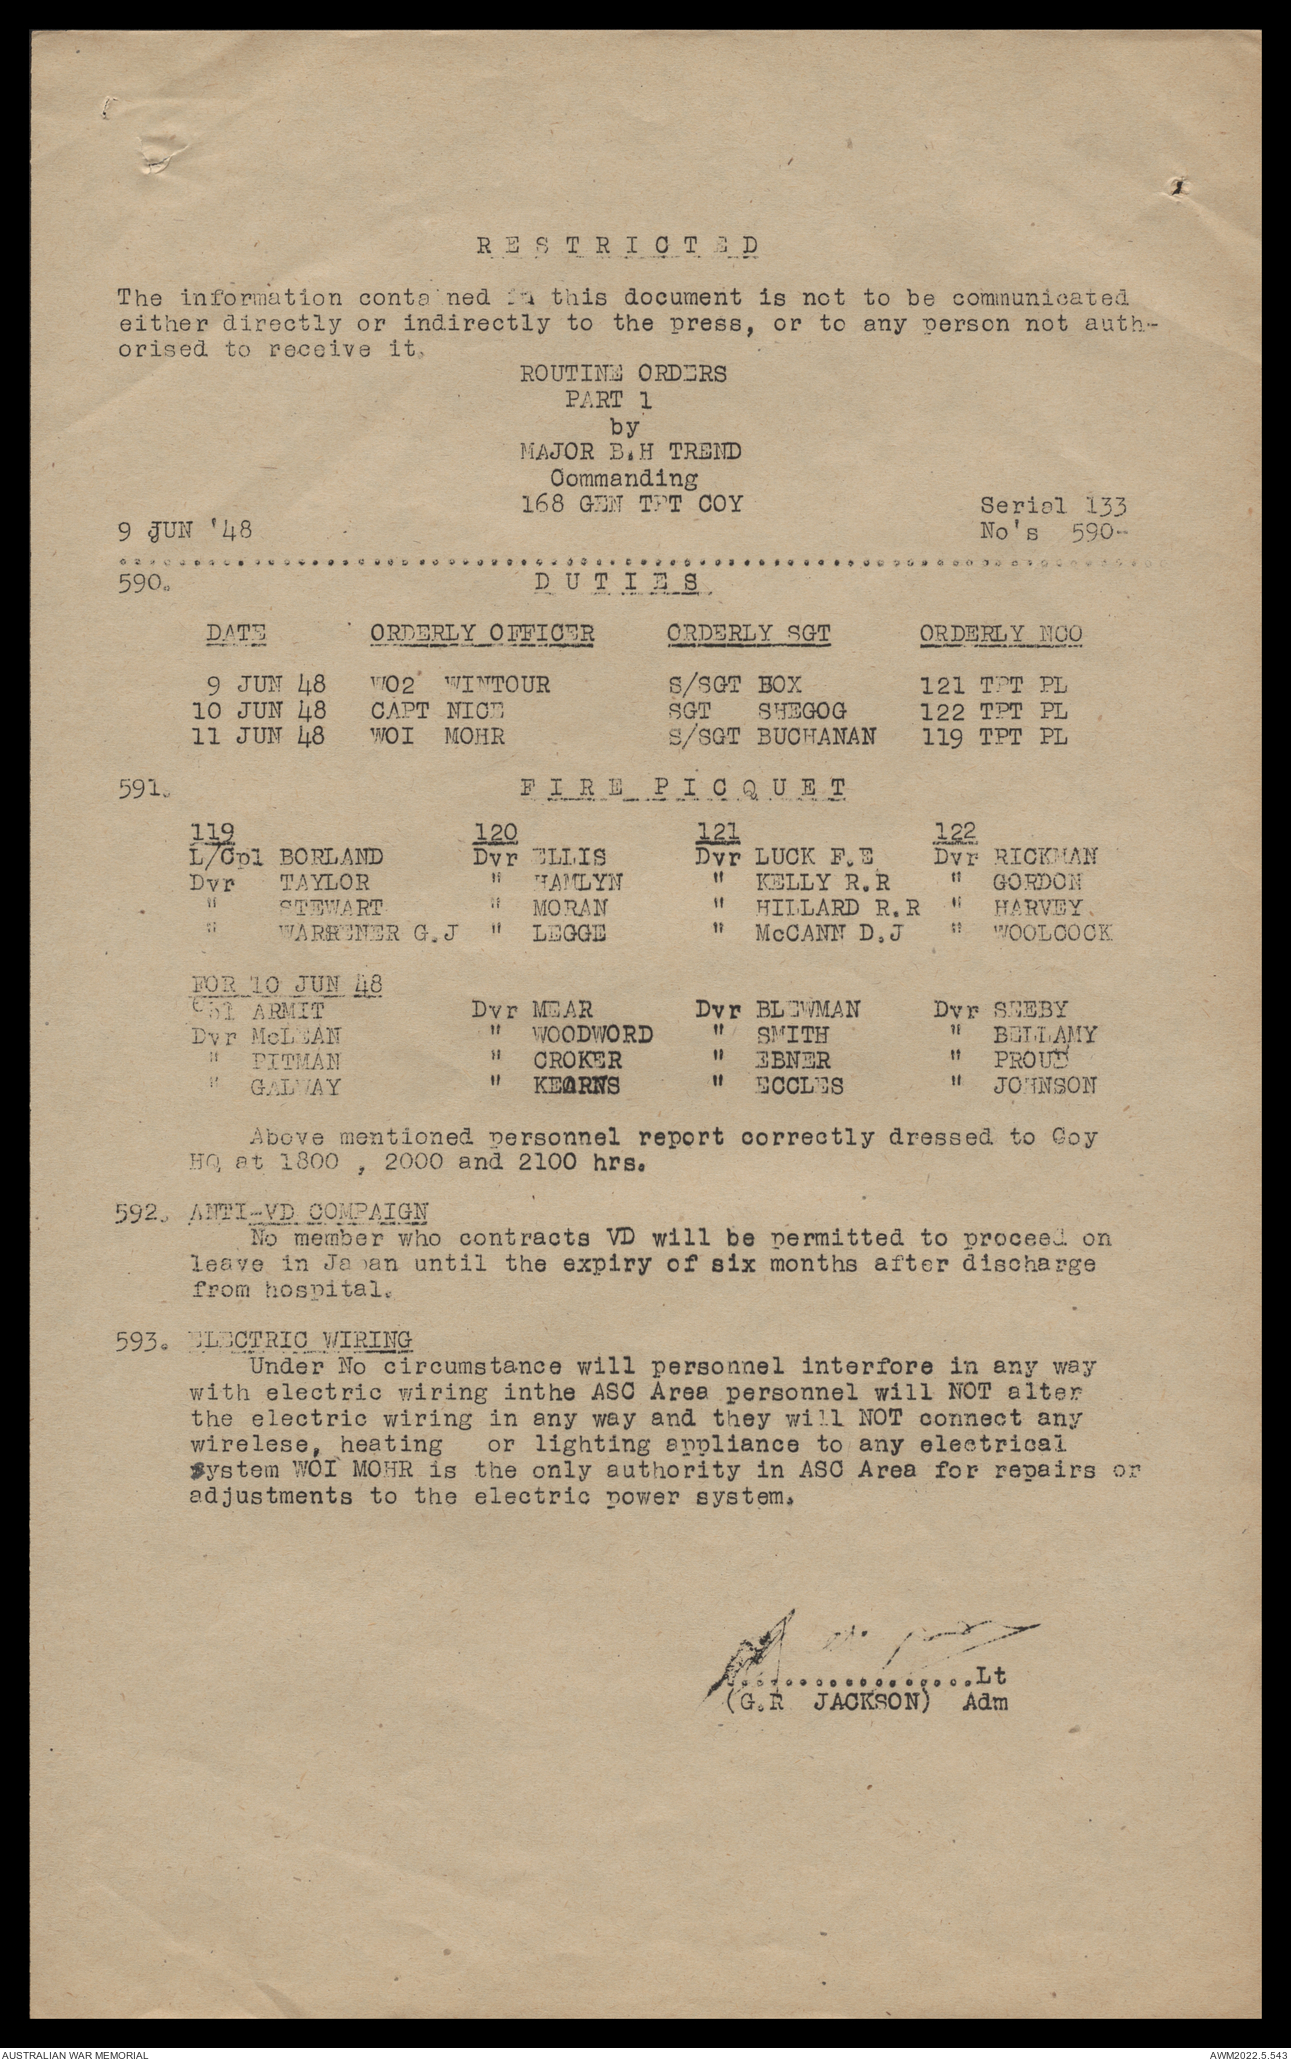 RESTRICTED
The information contained in this document is not to be communicated
either directly or indirectly to the press, or to any person not auth-
orised to receive it.
ROUTINE ORDERS
PART 1
by
MAJOR B.H TREND
Commanding
168 GEN TPT COY
Serial 133
9 JUN '48
No's 590-
590.
DUTIES
DATE ORDERLY OFFICER ORDERLY SGT ORDERLY NCO
9 JUN 48 WO2 WINTOUR S/SGT BOX 121 TPT PL
10 JUN 48 CAPT NICE SGT SHEGOG 122 TPT PL
11 JUN 48 WOI MOHR S/SGT BUCHANAN 119 TPT PL
591. FIRE PICQUET
119 120 121 122
L/Cpl BORLAND Dvr ELLIS Dvr LUCK F.E Dvr RICKMAN
Dvr TAYLOR " HAMLYN " KELLY R.R " GORDON
" STEWART " MORAN " HILLARD R.R " HARVEY
" WARRENER G.J " LEGGE " McCANN D.J " WOOLCOCK
FOR 10 JUN 48
ARMIT Dvr MEAR Dvr BLEWMAN Dvr SEEBY
Dvr McLEAN " WOODWORD " SMITH " BELLAMY
" PITMAN " CROKER " EBNER " PROUD
" GALWAY " KEARNS " ECCLES " JOHNSON
Above mentioned personnel report correctly dressed to Coy
HQ at 1800 , 2000 and 2100 hrs.
592. ANTI-VD COMPAIGN
No member who contracts VD will be permitted to proceed on
leave in Japan until the expiry of six months after discharge
from hospital.
593. ELECTRIC WIRING
Under No circumstance will personnel interfore in any way
with electric wiring inthe ASC Area personnel will NOT alter
the electric wiring in any way and they will NOT connect any
wirelese, heating or lighting appliance to any electrical
system WOI MOHR is the only authority in ASC Area for repairs or
adjustments to the electric power system.
.................Lt
(G.R JACKSON) Adm
AUSTRALIAN WAR MEMORIAL
AWM2022.5.543